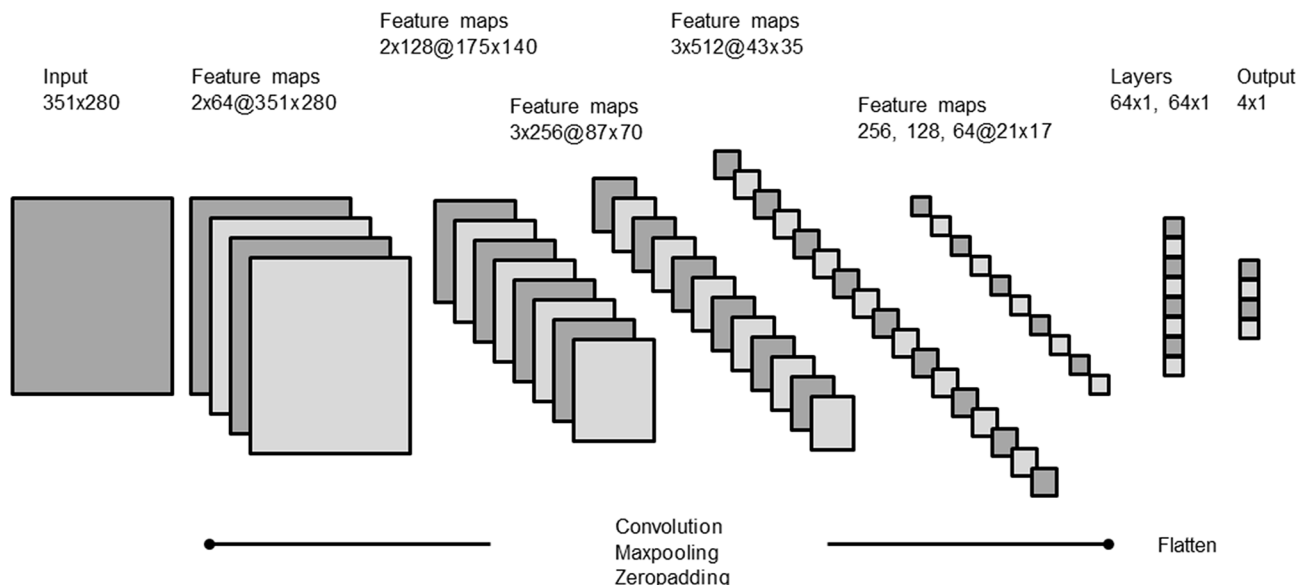 Input
351x280
Feature maps
2x64@351x280
Feature maps
2x128@175x140
Feature maps
3x256@87x70
Feature maps
3x512@43x35
Feature maps
256, 128, 64@21x17
Layers
64x1, 64x1
Output
4x1
Convolution
Maxpooling
Zeropadding
Flatten